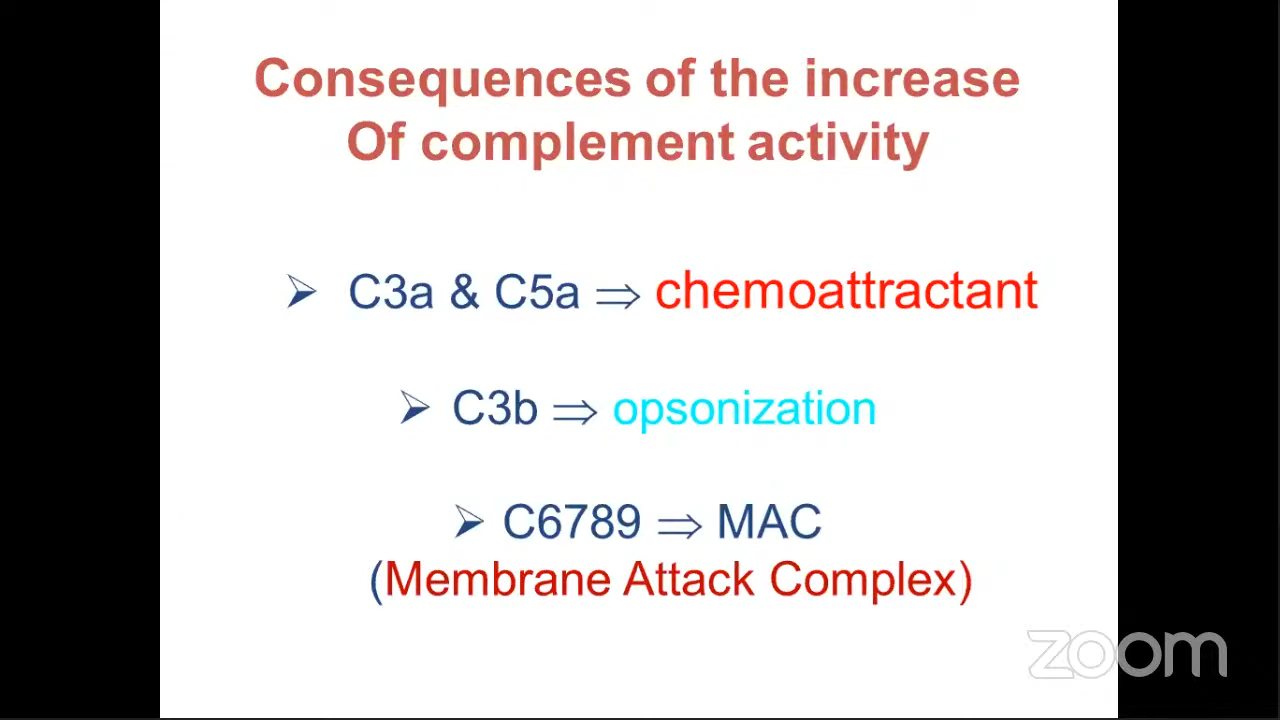 Consequences of the increase
Of complement activity
➢ C3a & C5a ⇒ chemoattractant
➢ C3b ⇒ opsonization
➢ C6789 ⇒ MAC
(Membrane Attack Complex)
zoom